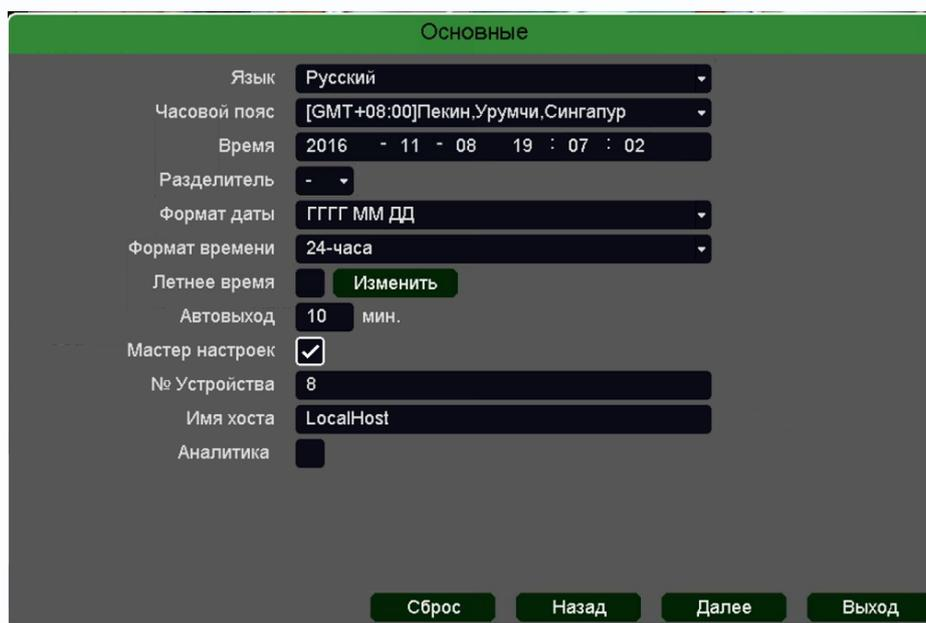 Основные
Язык Русский
Часовой пояс [GMT+08:00]Пекин,Урумчи,Сингапур
Время 2016 - 11 - 08 19 : 07 : 02
Разделитель -
Формат даты ГГГГ ММ ДД
Формат времени 24-часа
Летнее время Изменить
Автовыход 10 мин.
Мастер настроек
№ Устройства 8
Имя хоста LocalHost
Аналитика
Сброс Назад Далее Выход